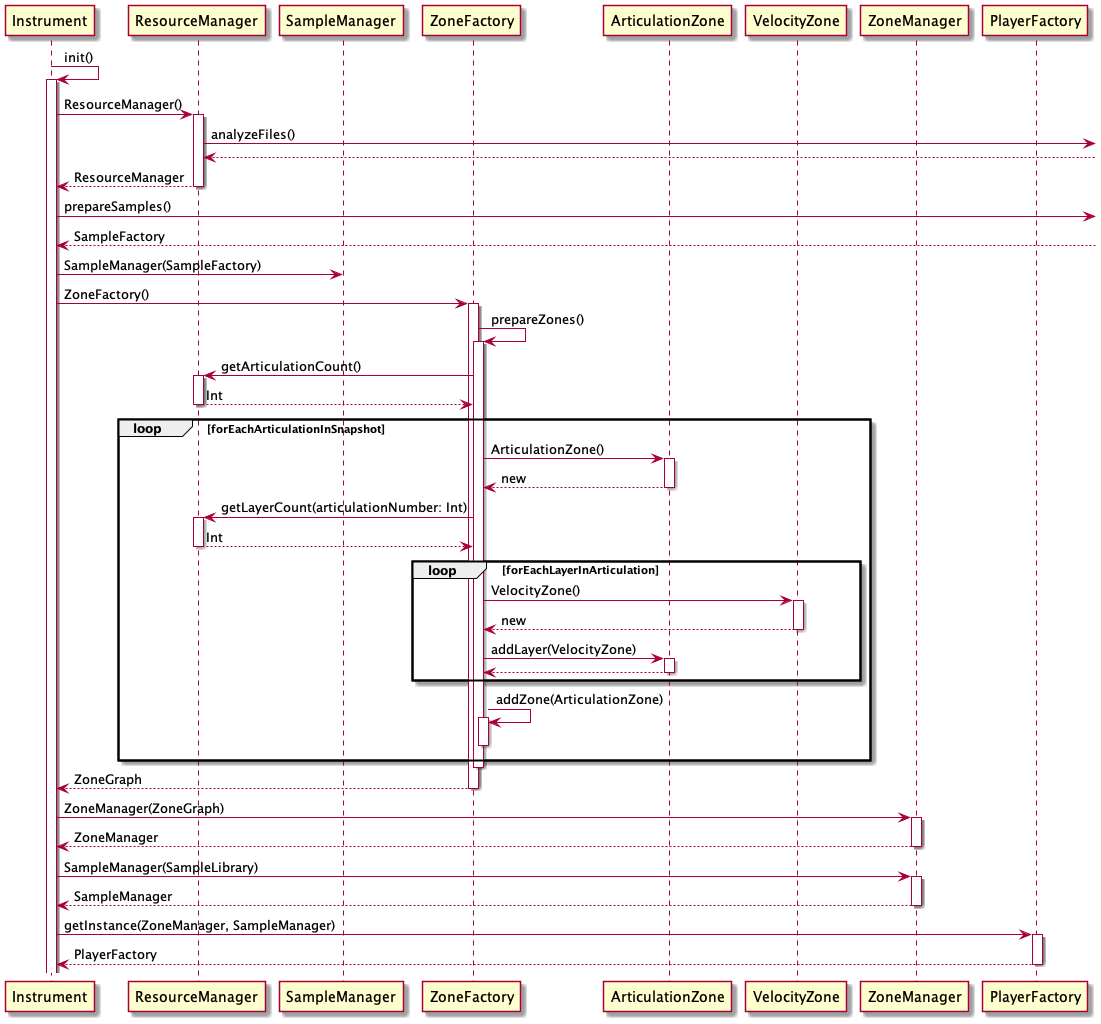 Instrument ResourceManager SampleManager ZoneFactory ArticulationZone VelocityZone ZoneManager PlayerFactory
init()
ResourceManager()
analyzeFiles()
ResourceManager
prepareSamples()
SampleFactory
SampleManager(SampleFactory)
ZoneFactory()
prepareZones()
getArticulationCount()
Int
loop [forEachArticulationInSnapshot]
ArticulationZone()
new
getLayerCount(articulationNumber: Int)
Int
loop [forEachLayerInArticulation]
VelocityZone()
new
addLayer(VelocityZone)
addZone(ArticulationZone)
ZoneGraph
ZoneManager(ZoneGraph)
ZoneManager
SampleManager(SampleLibrary)
SampleManager
getInstance(ZoneManager, SampleManager)
PlayerFactory
Instrument ResourceManager SampleManager ZoneFactory ArticulationZone VelocityZone ZoneManager PlayerFactory